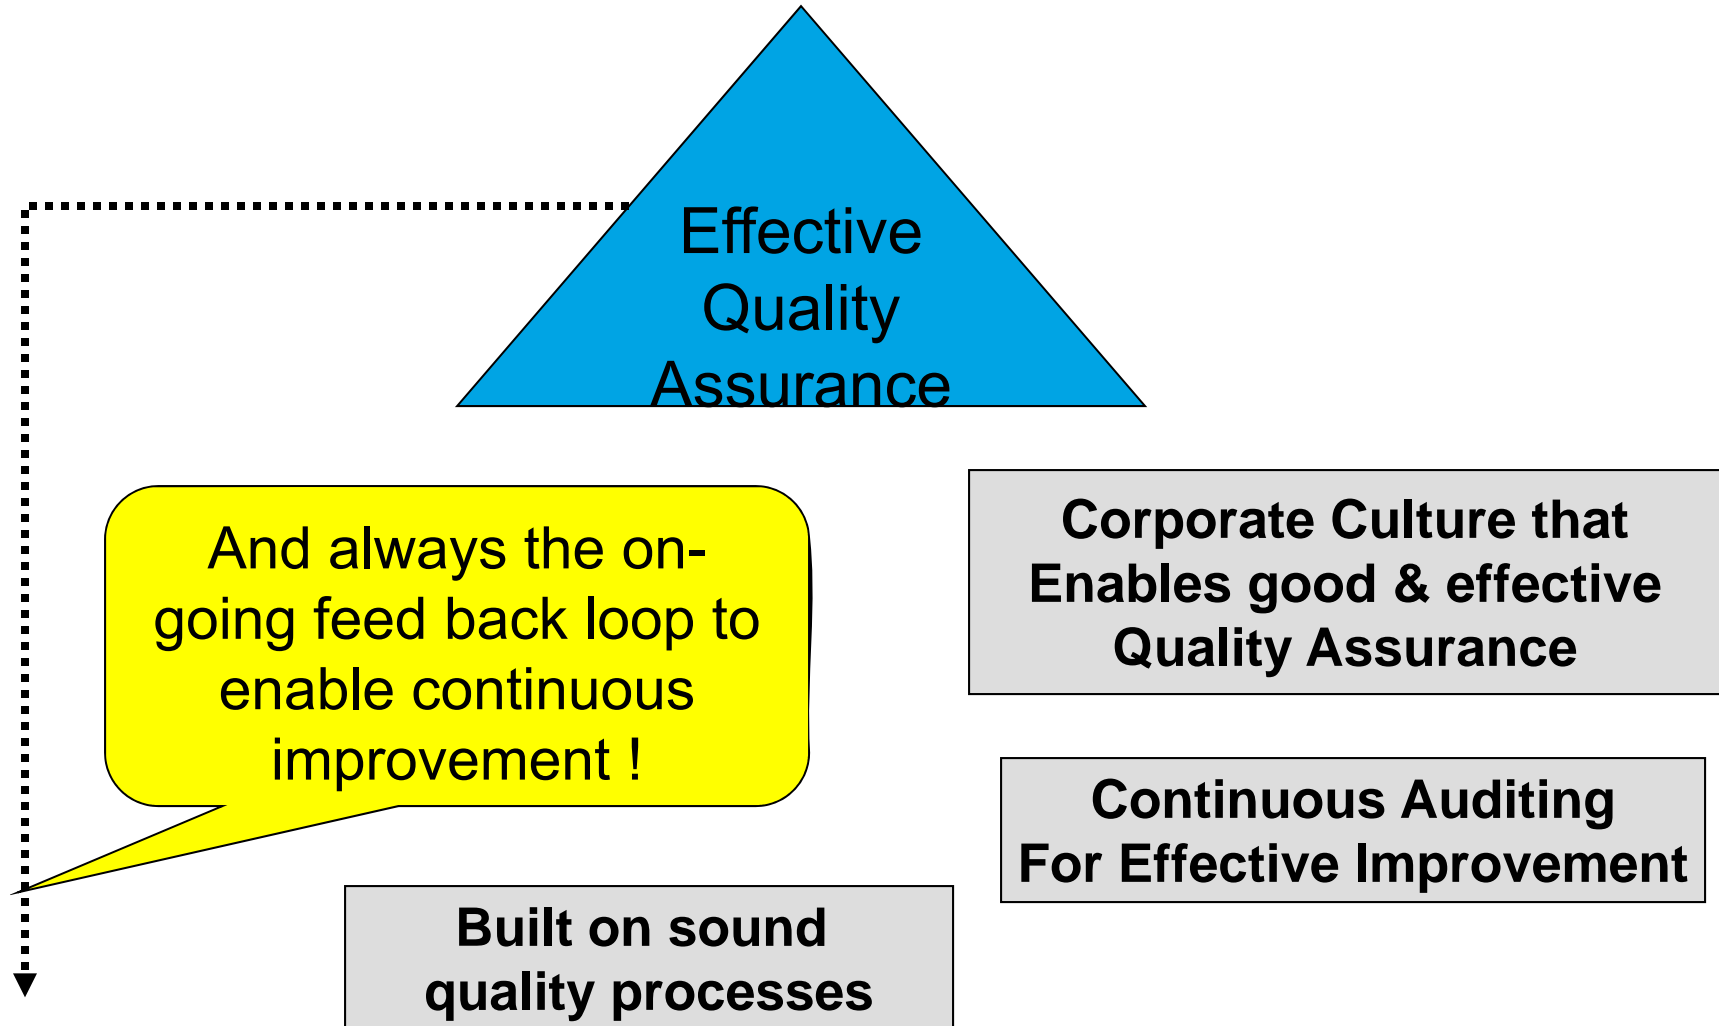 Effective
Quality
Assurance
And always the on-
going feed back loop to
enable continuous
improvement !
Corporate Culture that
Enables good & effective
Quality Assurance
Continuous Auditing
For Effective Improvement
Built on sound
quality processes